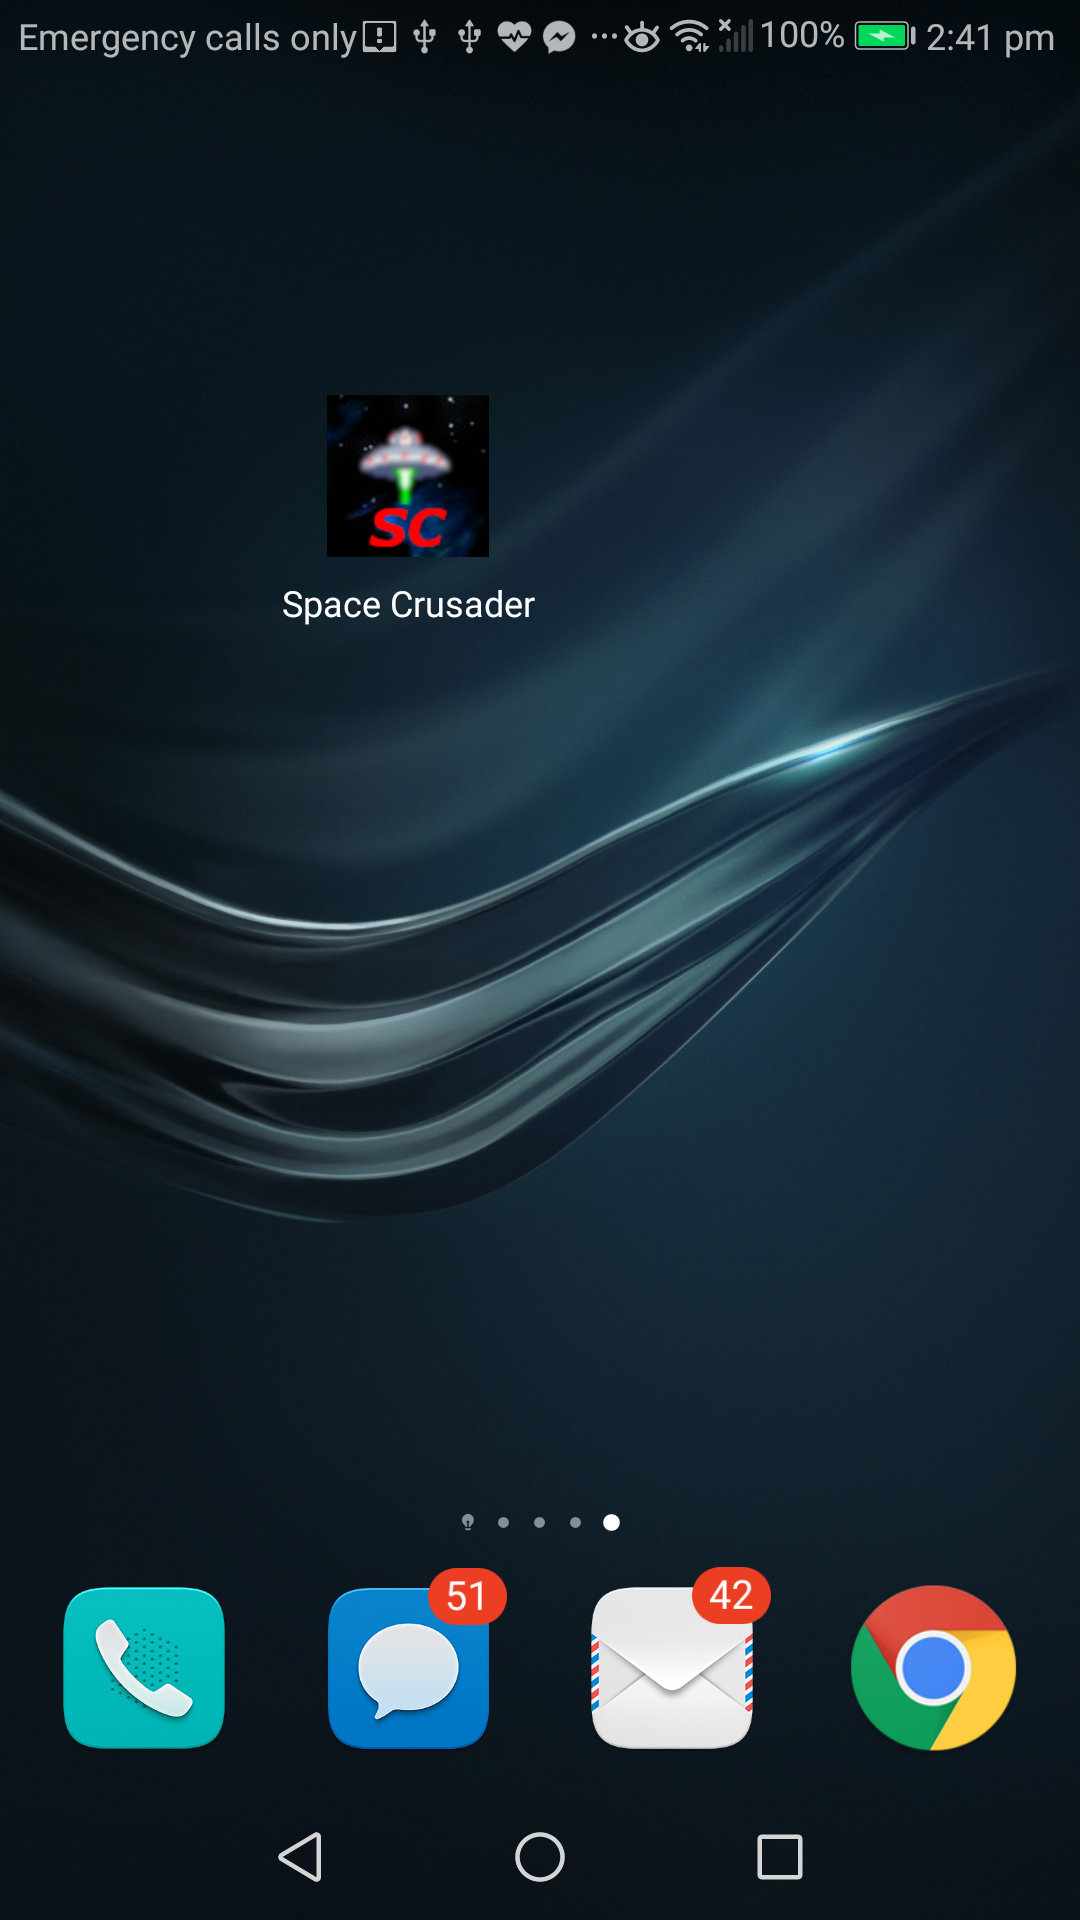 Emergency calls only 100% 2:41 pm
SC
Space Crusader
51
42